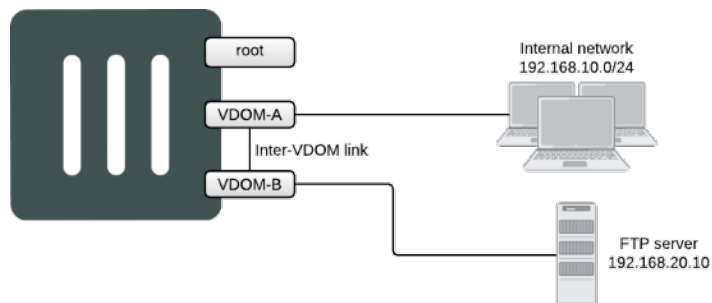 root
Internal network
192.168.10.0/24
VDOM-A
Inter-VDOM link
VDOM-B
FTP server
192.168.20.10